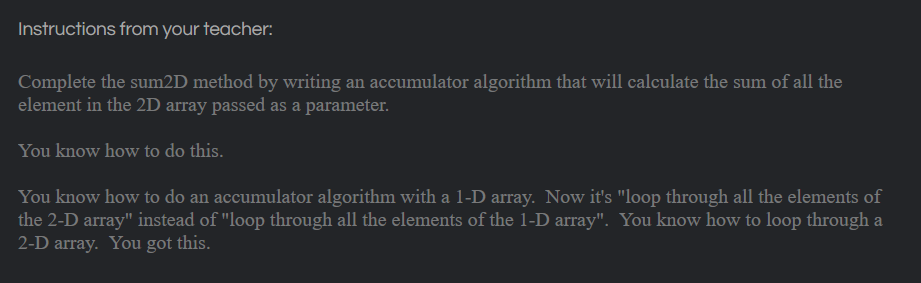 Instructions from your teacher:
Complete the sum2D method by writing an accumulator algorithm that will calculate the sum of all the
element in the 2D array passed as a parameter.
You know how to do this.
You know how to do an accumulator algorithm with a 1-D array.  Now it's "loop through all the elements of
the 2-D array" instead of "loop through all the elements of the 1-D array".  You know how to loop through a
2-D array.  You got this.